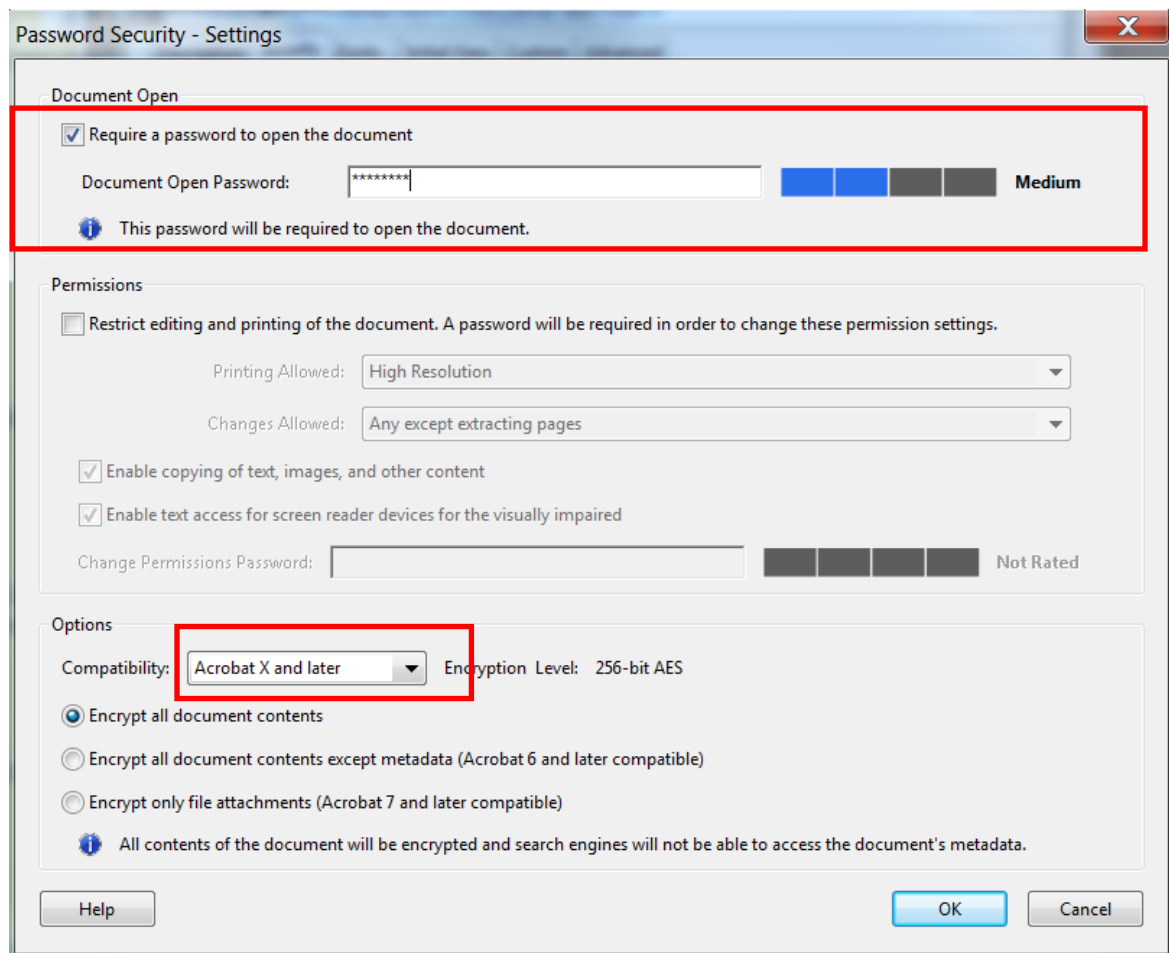 Password Security - Settings
X
Document Open
Require a password to open the document
Document Open Password: ******** Medium
This password will be required to open the document.
Permissions
Restrict editing and printing of the document. A password will be required in order to change these permission settings.
Printing Allowed: High Resolution
Changes Allowed: Any except extracting pages
Enable copying of text, images, and other content
Enable text access for screen reader devices for the visually impaired
Change Permissions Password: Not Rated
Options
Compatibility: Acrobat X and later Encryption Level: 256-bit AES
Encrypt all document contents
Encrypt all document contents except metadata (Acrobat 6 and later compatible)
Encrypt only file attachments (Acrobat 7 and later compatible)
All contents of the document will be encrypted and search engines will not be able to access the document's metadata.
Help OK Cancel